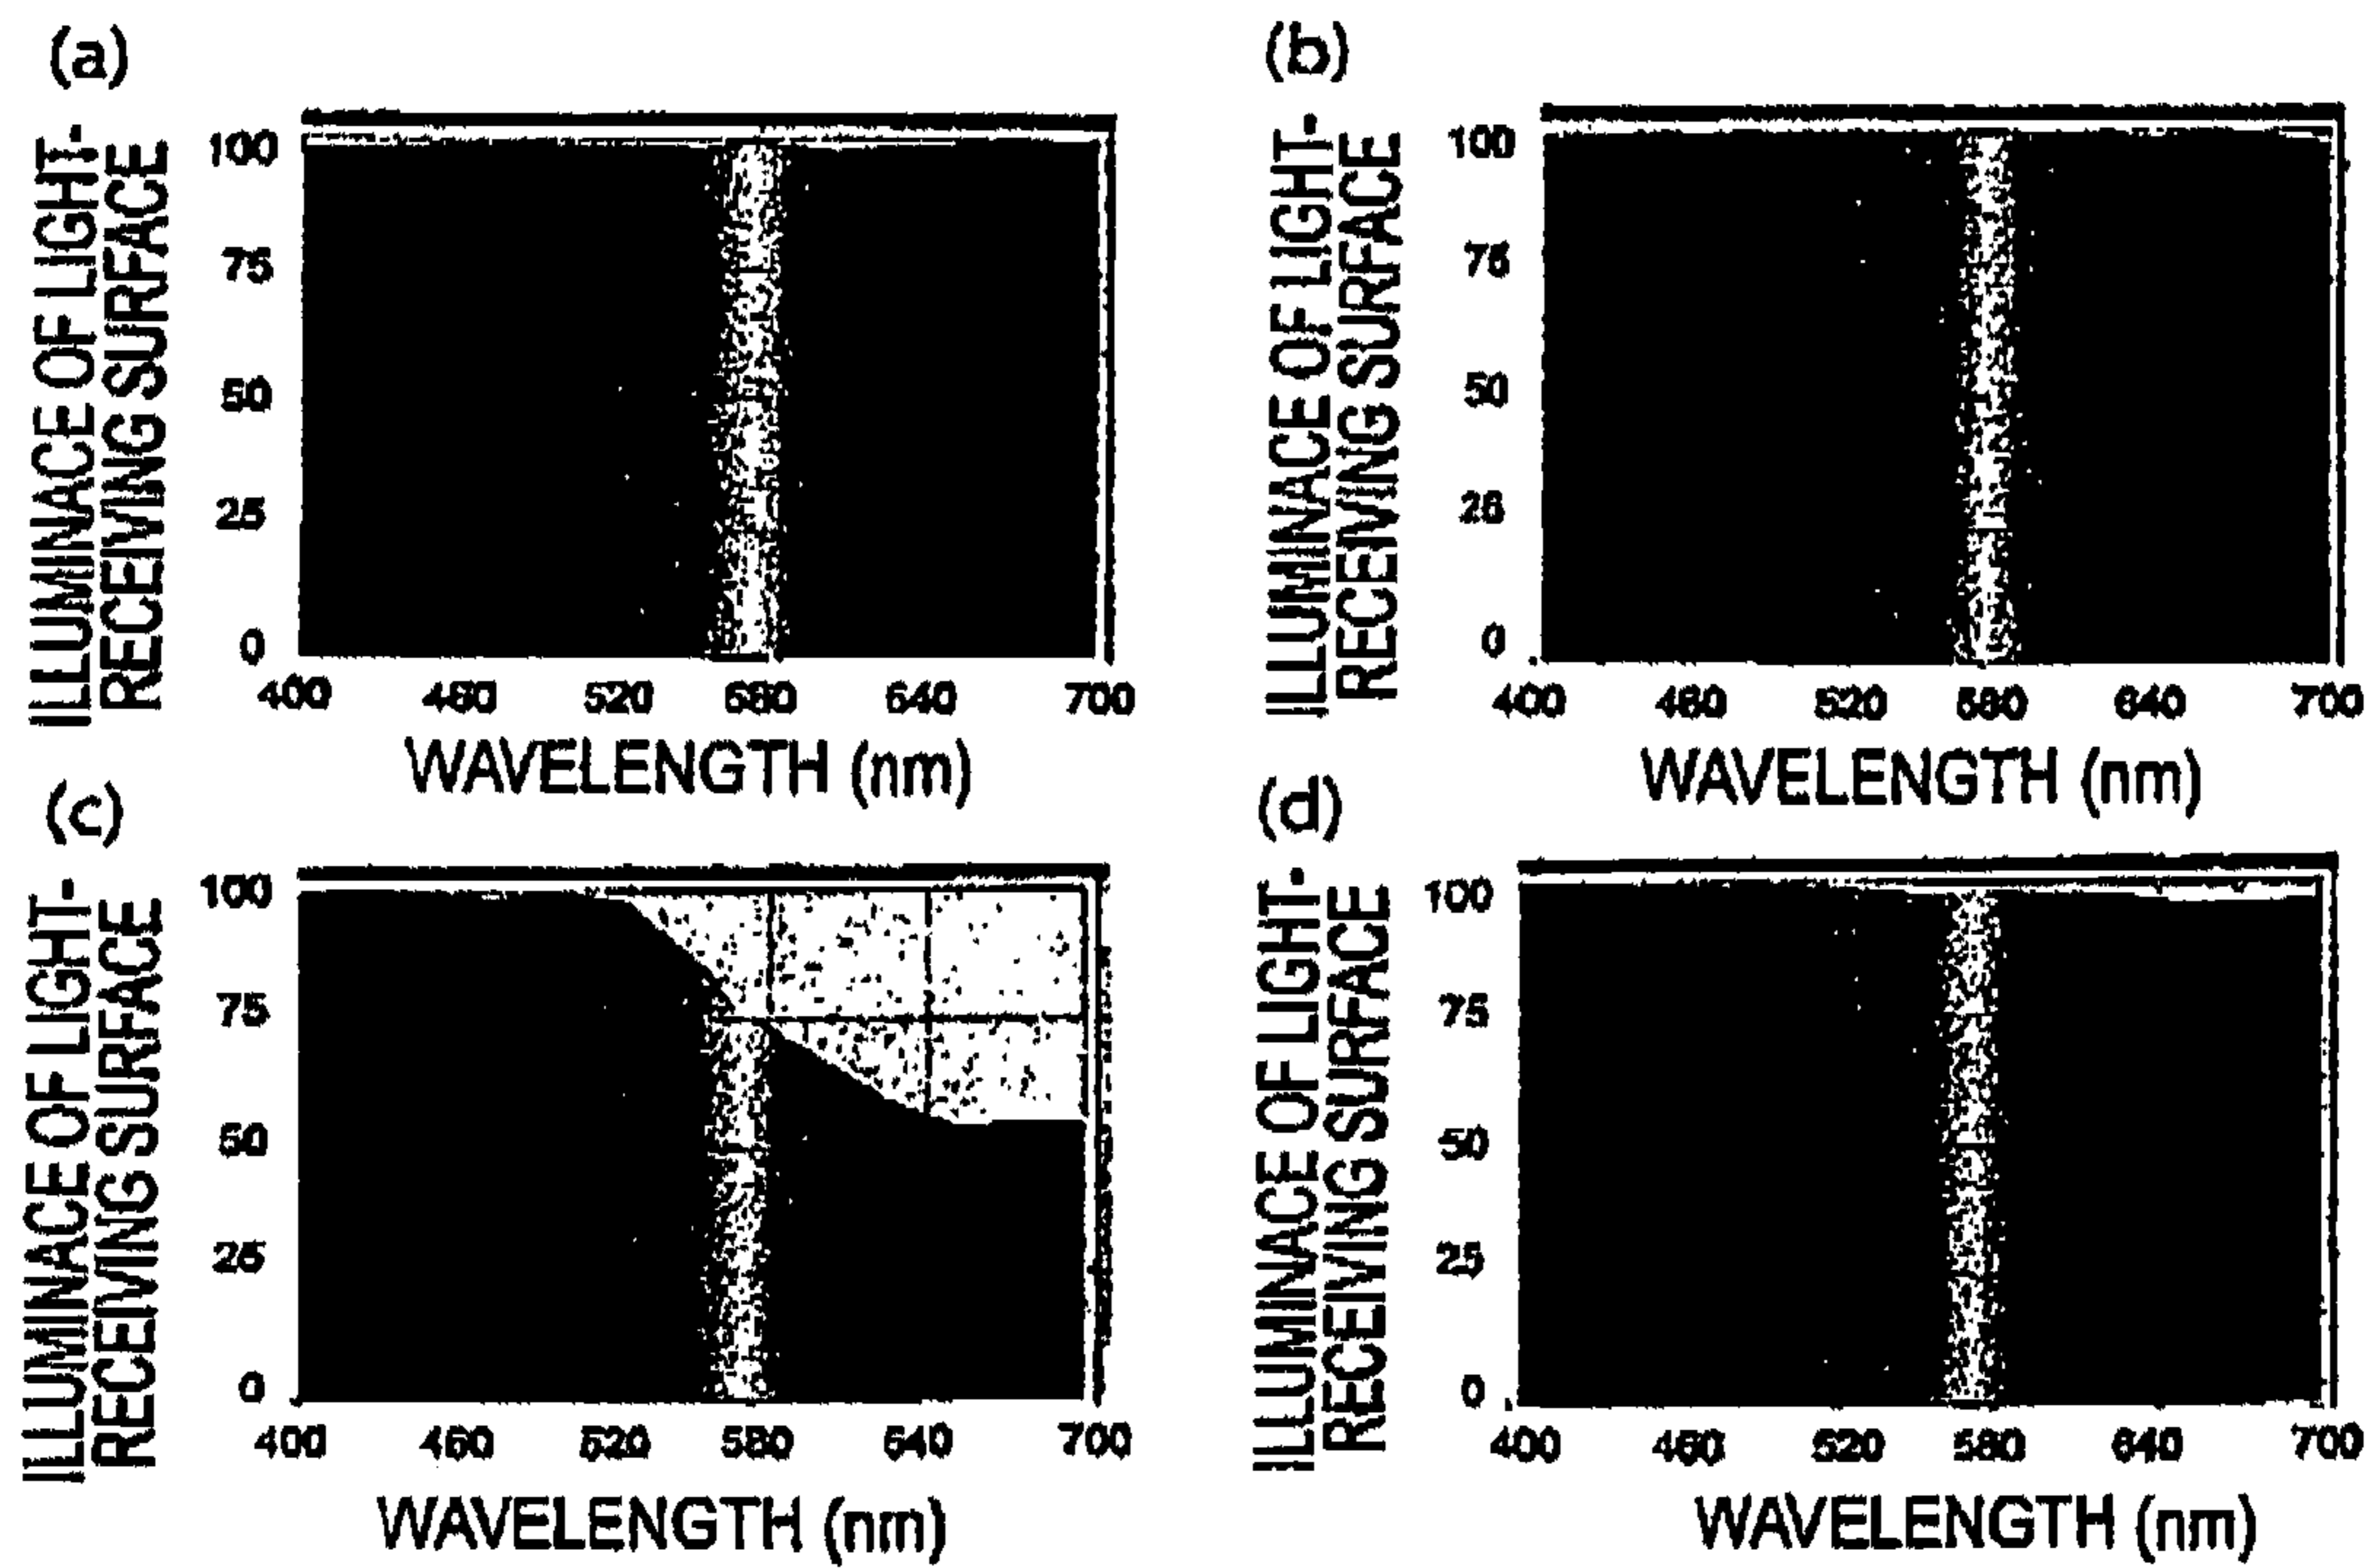 (a)
ILLUMINACE OF LIGHT-
RECEIVING SURFACE
100
75
50
25
0
400 460 520 580 640 700
WAVELENGTH (nm)
(b)
ILLUMINACE OF LIGHT-
RECEIVING SURFACE
100
75
50
25
0
400 460 520 580 640 700
WAVELENGTH (nm)
(c)
ILLUMINACE OF LIGHT-
RECEIVING SURFACE
100
75
50
25
0
400 460 520 580 640 700
WAVELENGTH (nm)
(d)
ILLUMINACE OF LIGHT-
RECEIVING SURFACE
100
75
50
25
0
400 460 520 580 640 700
WAVELENGTH (nm)